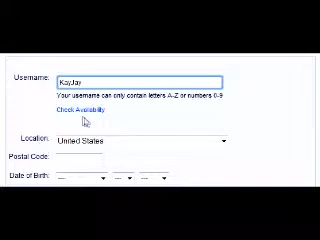 Username: KayJay
Your username can only contain letters A-Z or numbers 0-9
Check Availability
Location: United States
Postal Code:
Date of Birth: --- --- ---